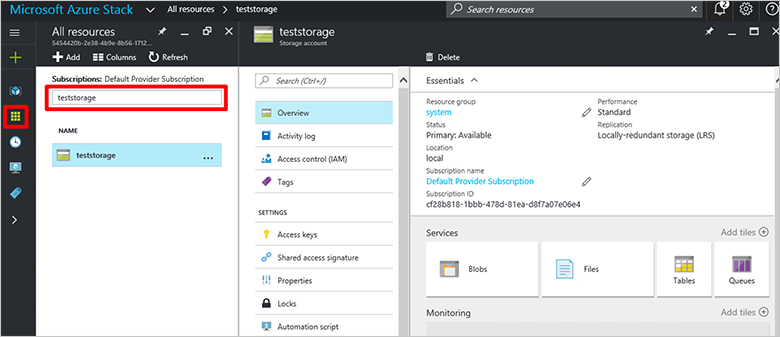 Microsoft Azure Stack
All resources
teststorage
Search resources
2
All resources
5454420b-2e38-4b9e-8b56-1712...
Add
Columns
Refresh
Subscriptions: Default Provider Subscription
teststorage
NAME
teststorage
...
teststorage
Storage account
Search (Ctrl+/)
Overview
Activity log
Access control (IAM)
Tags
SETTINGS
Access keys
Shared access signature
Properties
Locks
Automation script
Delete
Essentials
Resource group
system
Status
Primary: Available
Location
local
Subscription name
Default Provider Subscription
Subscription ID
cf28b818-1bbb-478d-81ea-d8f7a07e06e4
Performance
Standard
Replication
Locally-redundant storage (LRS)
Services
Add tiles
Blobs
Files
Tables
Queues
Monitoring
Add tiles